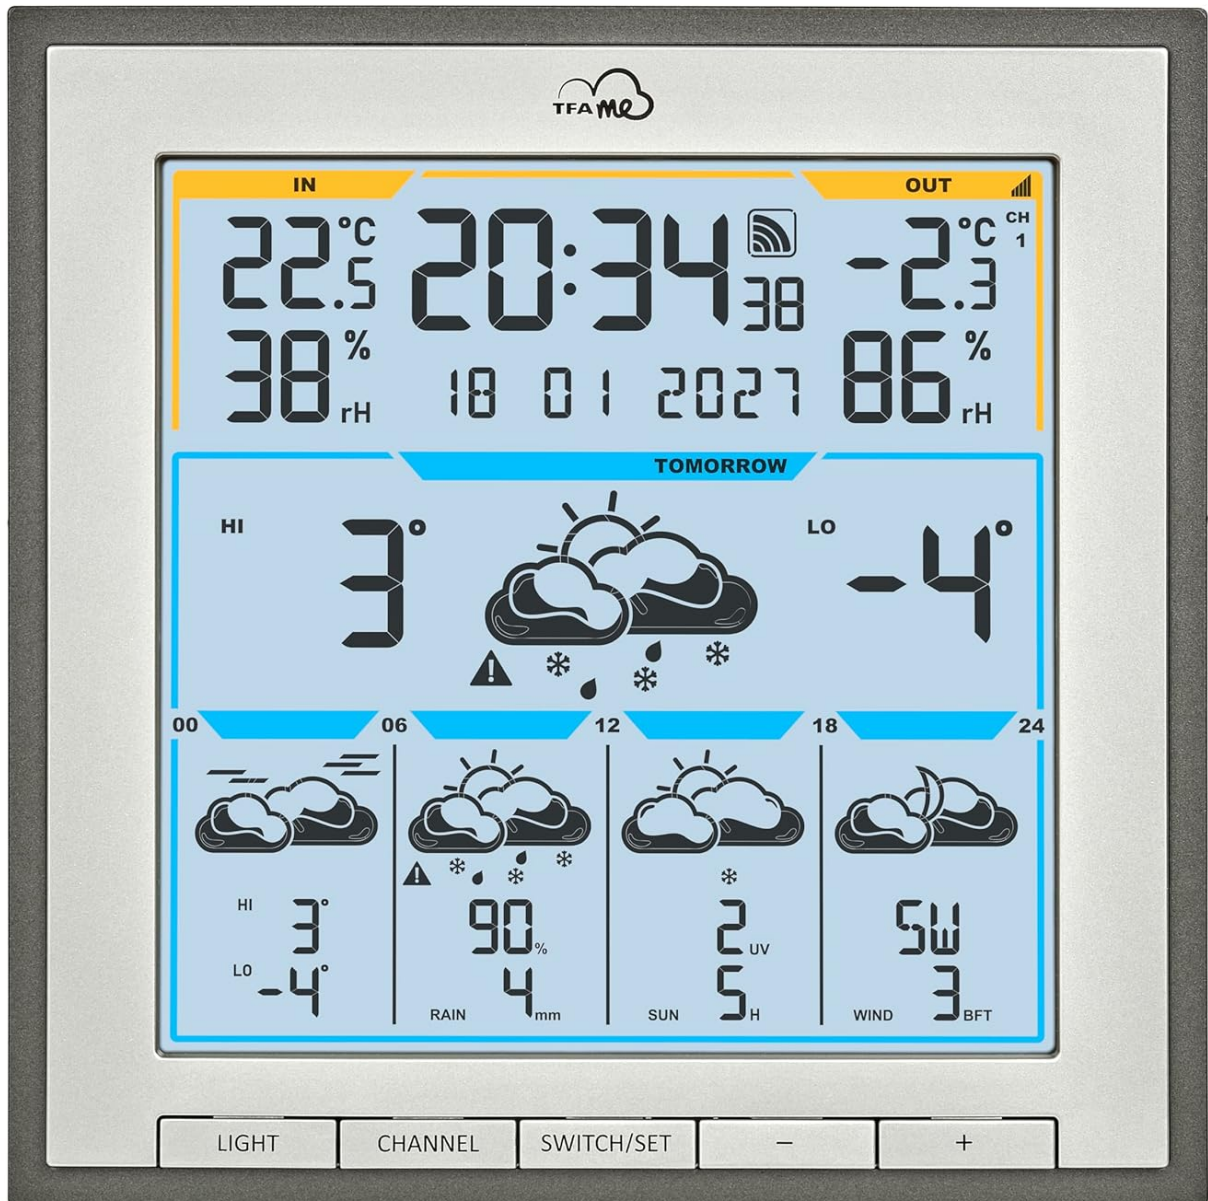 TFA me
IN OUT
22.5 °C 20:34 38 -2.3 °C CH 1
38 % rH 18 01 2027 86 % rH
TOMORROW
HI 3° LO -4°
00 06 12 18 24
HI 3° 90 % 2 UV SW
LO -4° RAIN 4 mm SUN 5 H WIND 3 BFT
LIGHT CHANNEL SWITCH/SET - +